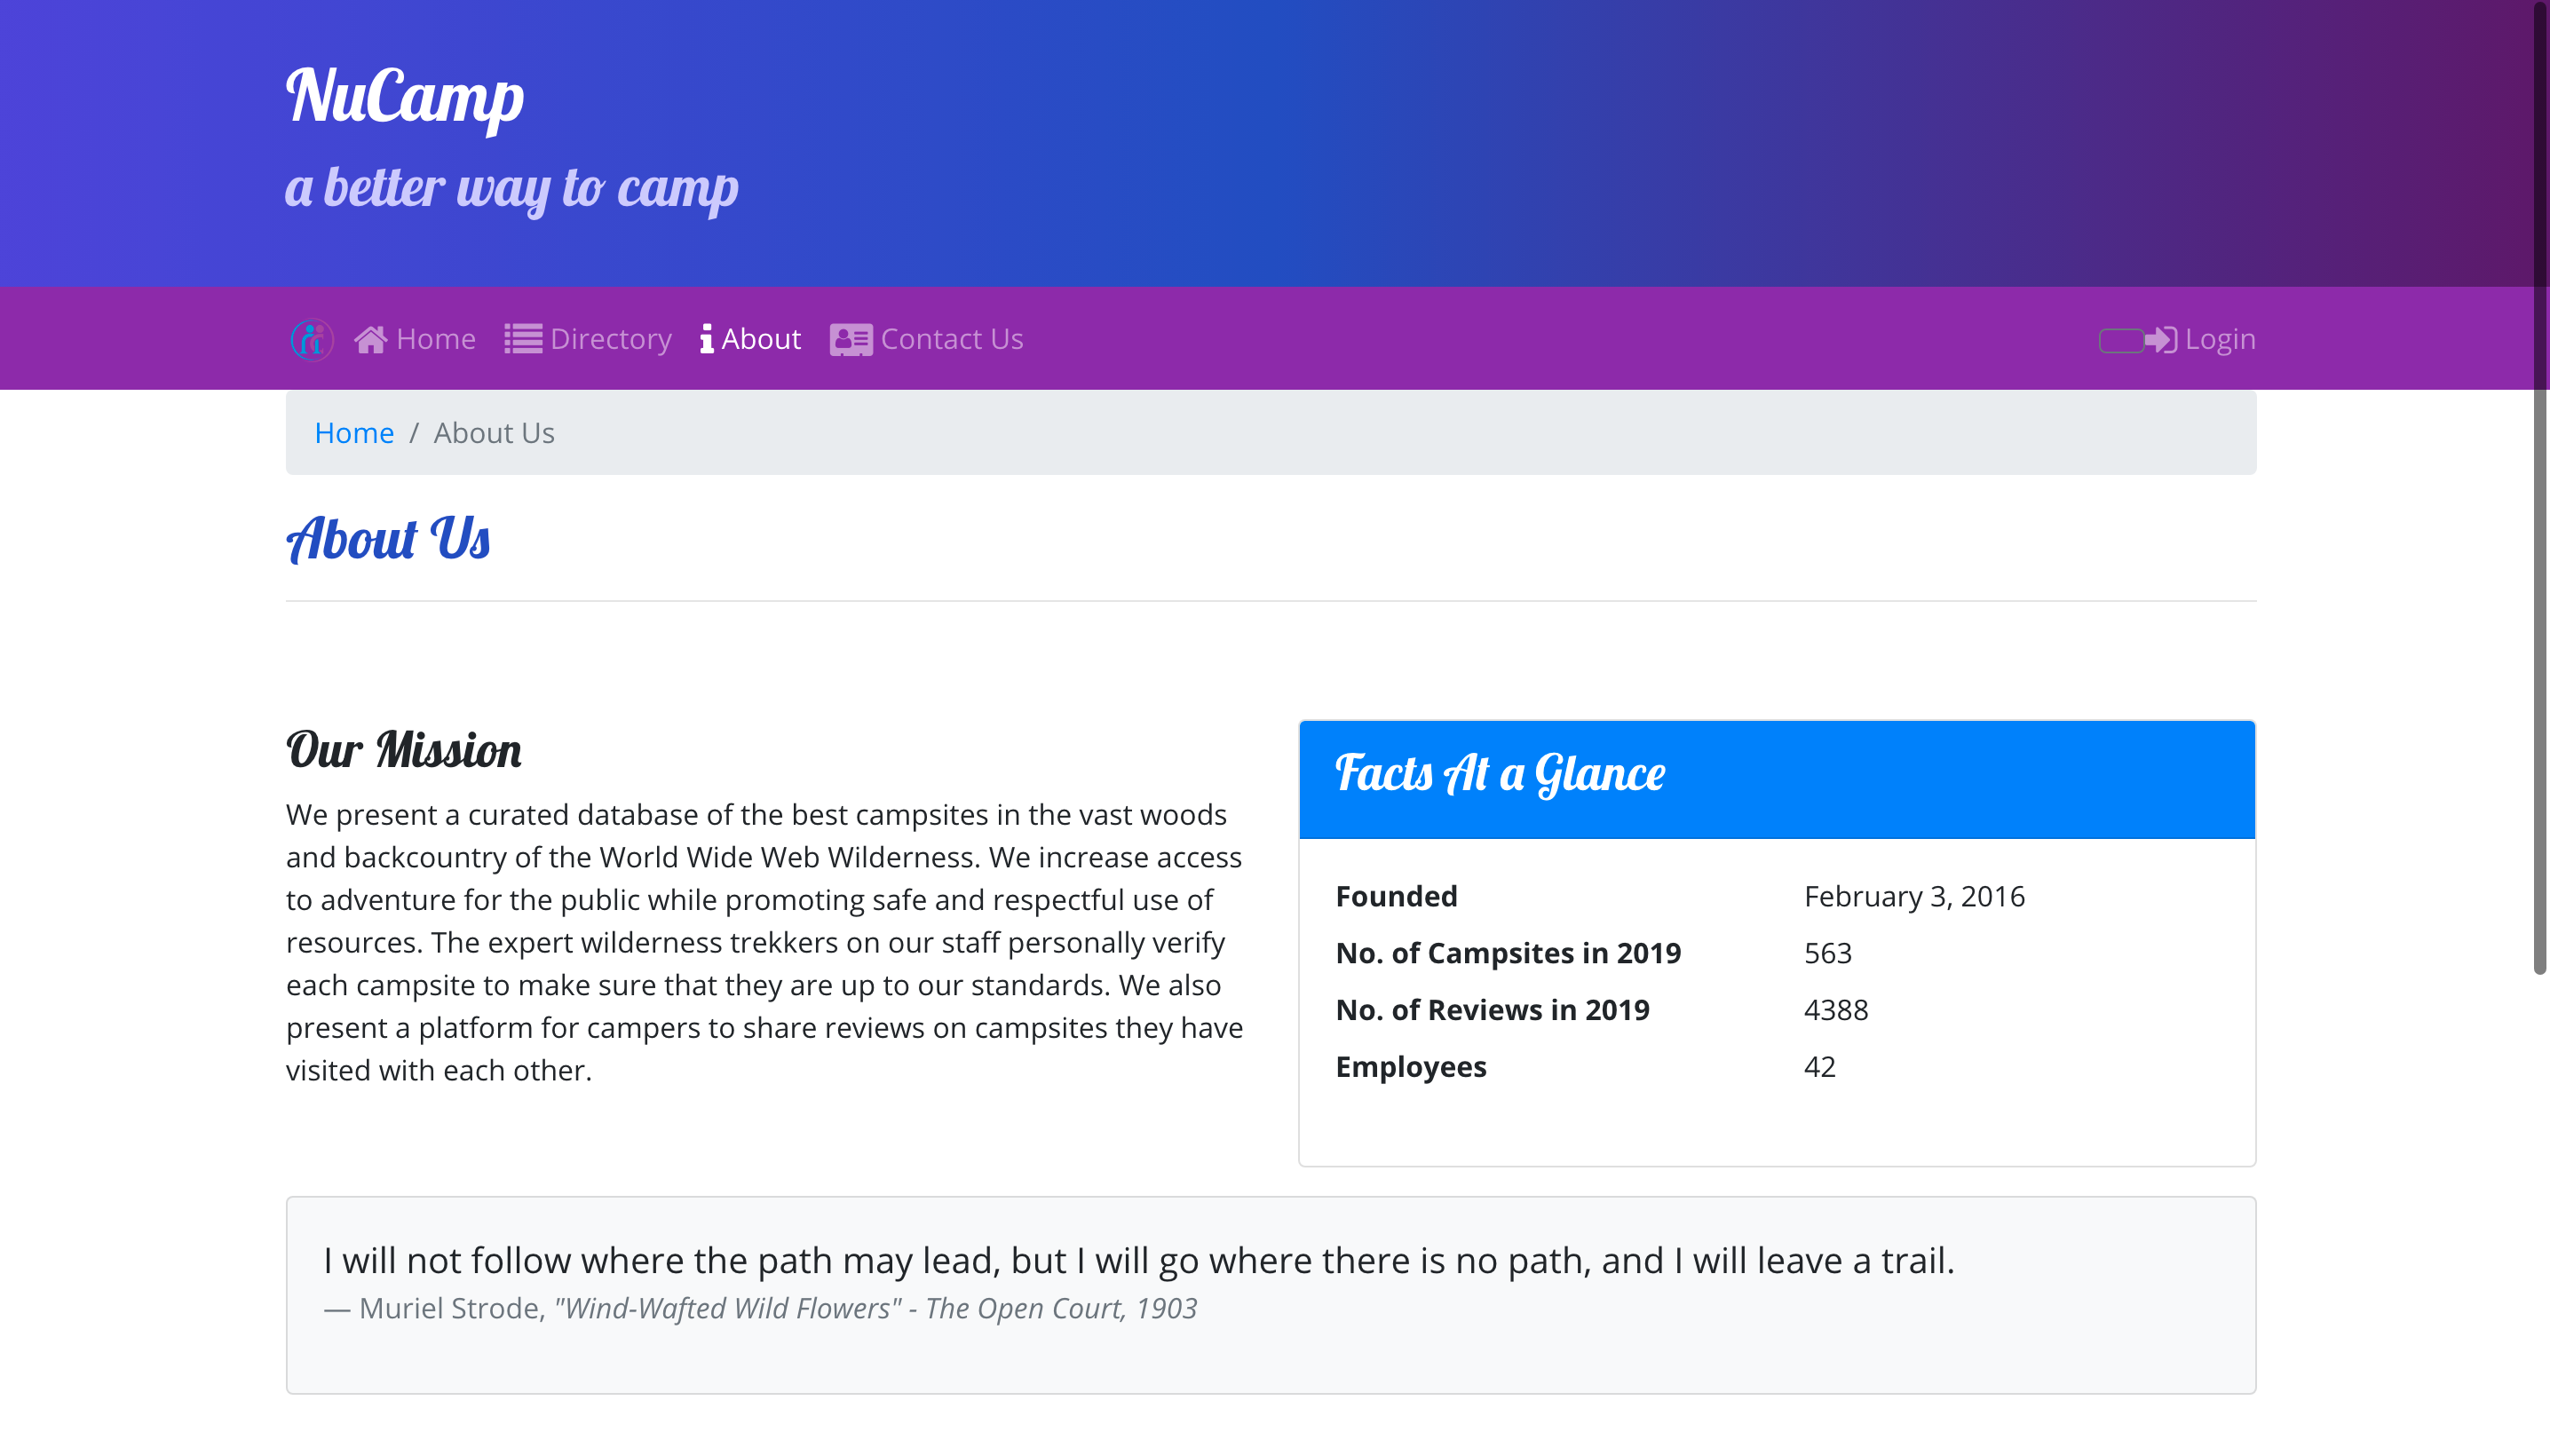 NuCamp
a better way to camp
Home Directory About Contact Us Login
Home / About Us
About Us
Our Mission
We present a curated database of the best campsites in the vast woods
and backcountry of the World Wide Web Wilderness. We increase access
to adventure for the public while promoting safe and respectful use of
resources. The expert wilderness trekkers on our staff personally verify
each campsite to make sure that they are up to our standards. We also
present a platform for campers to share reviews on campsites they have
visited with each other.
Facts At a Glance
Founded February 3, 2016
No. of Campsites in 2019 563
No. of Reviews in 2019 4388
Employees 42
I will not follow where the path may lead, but I will go where there is no path, and I will leave a trail.
— Muriel Strode, "Wind-Wafted Wild Flowers" - The Open Court, 1903